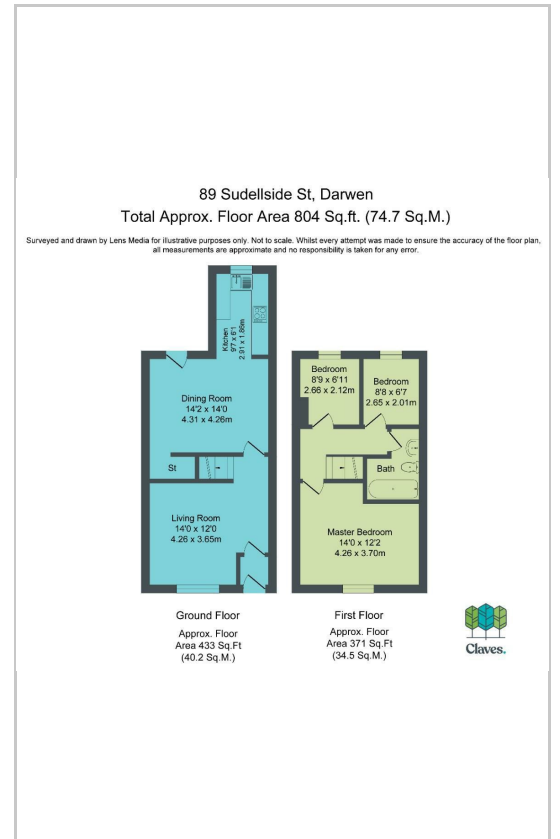 89 Sudellside St, Darwen
Total Approx. Floor Area 804 Sq.ft. (74.7 Sq.M.)
Surveyed and drawn by Lens Media for illustrative purposes only. Not to scale. Whilst every attempt was made to ensure the accuracy of the floor plan,
all measurements are approximate and no responsibility is taken for any error.
Kitchen
9'7 x 6'1
2.91 x 1.86m
Dining Room
14'2 x 14'0
4.31 x 4.26m
St
Living Room
14'0 x 12'0
4.26 x 3.65m
Bedroom
8'9 x 6'11
2.66 x 2.12m
Bedroom
8'8 x 6'7
2.65 x 2.01m
Bath
Master Bedroom
14'0 x 12'2
4.26 x 3.70m
Ground Floor
Approx. Floor
Area 433 Sq.Ft
(40.2 Sq.M.)
First Floor
Approx. Floor
Area 371 Sq.Ft
(34.5 Sq.M.)
Claves.